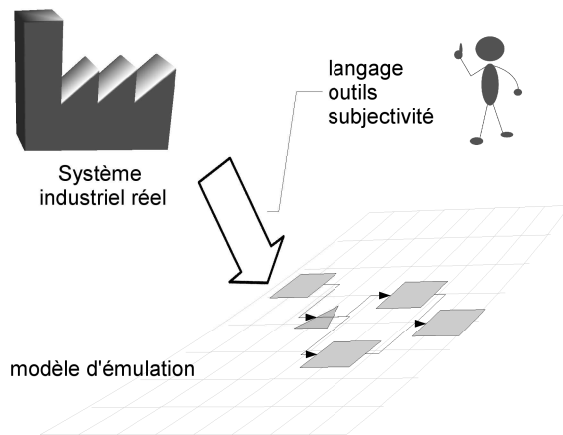 langage
outils
subjectivité
Système
industriel réel
modèle d'émulation